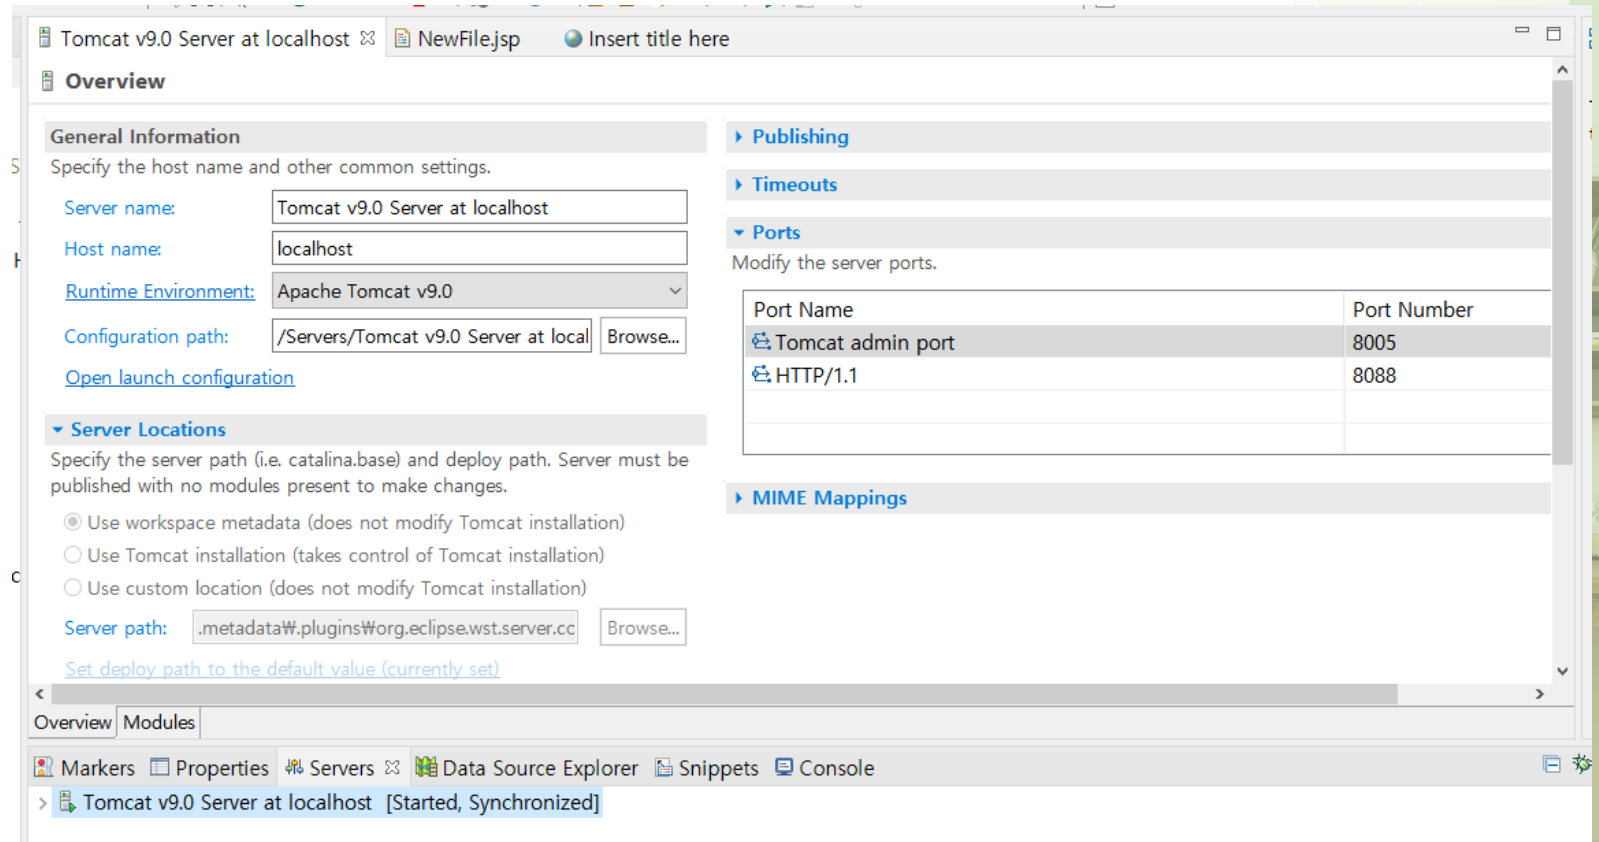 Tomcat v9.0 Server at localhost
NewFile.jsp
Insert title here
Overview
General Information
Specify the host name and other common settings.
Server name:
Tomcat v9.0 Server at localhost
Host name:
localhost
Runtime Environment:
Apache Tomcat v9.0
Configuration path:
/Servers/Tomcat v9.0 Server at local
Browse...
Open launch configuration
Server Locations
Specify the server path (i.e. catalina.base) and deploy path. Server must be
published with no modules present to make changes.
Use workspace metadata (does not modify Tomcat installation)
Use Tomcat installation (takes control of Tomcat installation)
Use custom location (does not modify Tomcat installation)
Server path:
.metadata₩.plugins₩org.eclipse.wst.server.cc
Browse...
Set deploy path to the default value (currently set)
Publishing
Timeouts
Ports
Modify the server ports.
Port Name Port Number
Tomcat admin port 8005
HTTP/1.1 8088
MIME Mappings
Overview Modules
Markers Properties Servers Data Source Explorer Snippets Console
Tomcat v9.0 Server at localhost [Started, Synchronized]